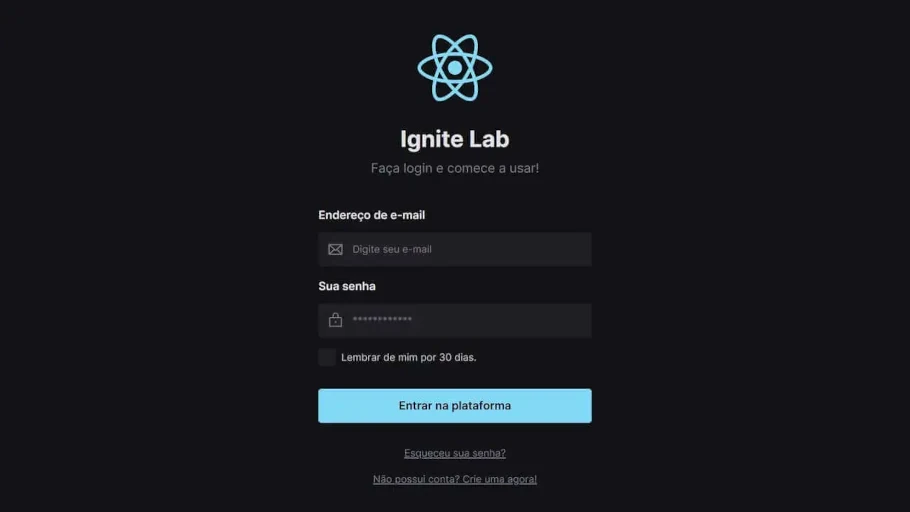 Ignite Lab
Faça login e comece a usar!
Endereço de e-mail
Digite seu e-mail
Sua senha
************
Lembrar de mim por 30 dias.
Entrar na plataforma
Esqueceu sua senha?
Não possui conta? Crie uma agora!